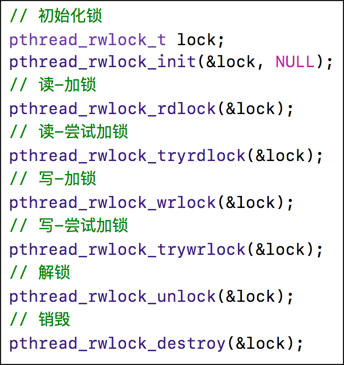 // 初始化锁
pthread_rwlock_t lock;
pthread_rwlock_init(&lock, NULL);
// 读-加锁
pthread_rwlock_rdlock(&lock);
// 读-尝试加锁
pthread_rwlock_tryrdlock(&lock);
// 写-加锁
pthread_rwlock_wrlock(&lock);
// 写-尝试加锁
pthread_rwlock_trywrlock(&lock);
// 解锁
pthread_rwlock_unlock(&lock);
// 销毁
pthread_rwlock_destroy(&lock);